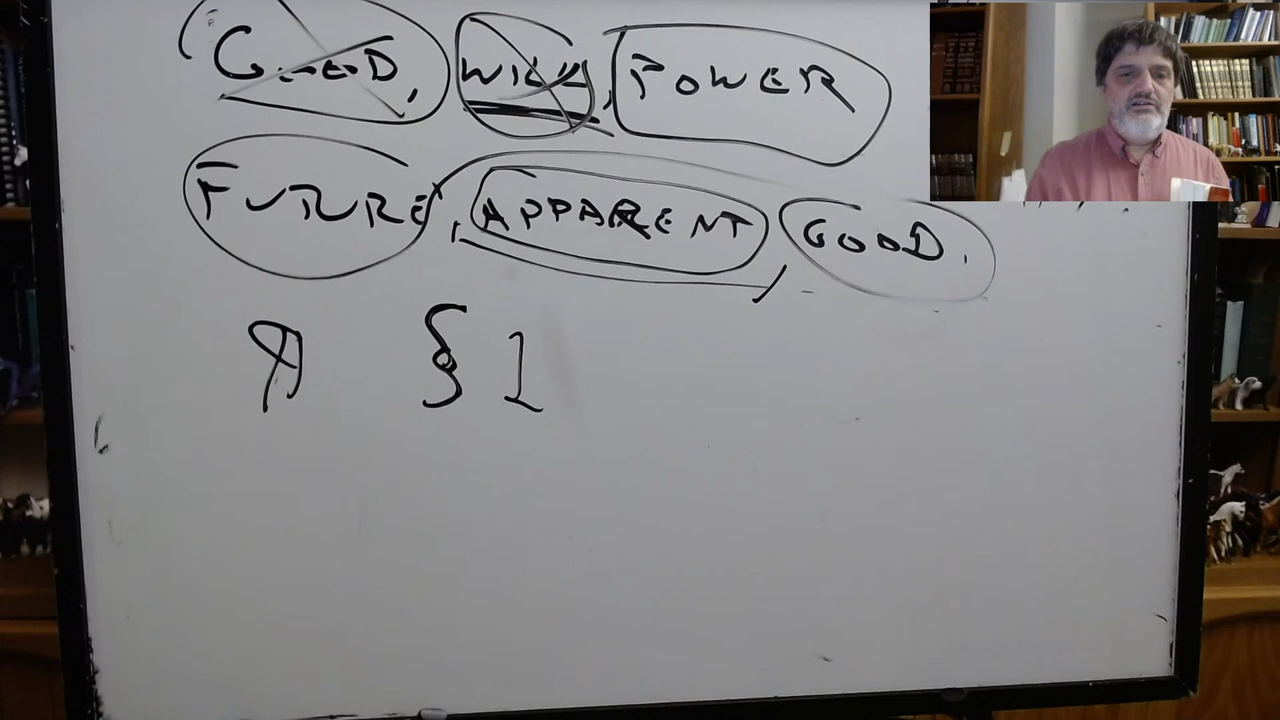 GOOD, WILL, POWER
FUTURE, APPARENT, GOOD.
§ 1